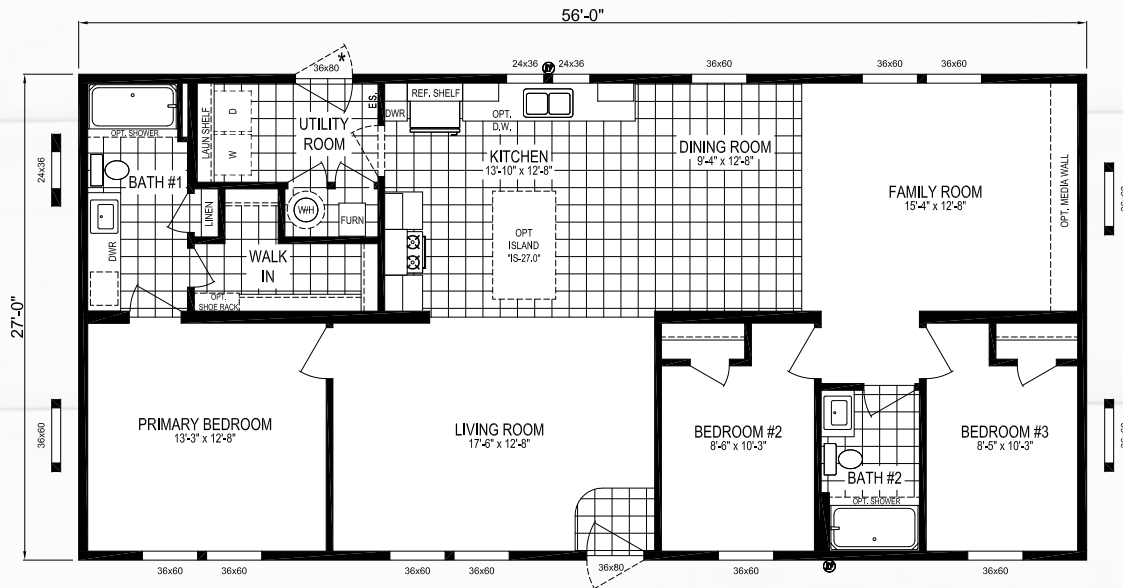 56'-0"
36x80
*
24x36
24x36
36x60
36x60
36x60
OPT. SHOWER
LAUN SHELF
D
W
UTILITY
ROOM
E.S.
DWR
REF. SHELF
OPT.
D.W.
KITCHEN
13'-10" x 12'-8"
DINING ROOM
9'-4" x 12'-8"
FAMILY ROOM
15'-4" x 12'-8"
OPT. MEDIA WALL
24x36
BATH #1
LINEN
W/H
FURN
OPT
ISLAND
"IS-27.0"
DWR
WALK
IN
OPT.
SHOE RACK
27'-0"
36x60
PRIMARY BEDROOM
13'-3" x 12'-8"
LIVING ROOM
17'-6" x 12'-8"
BEDROOM #2
8'-6" x 10'-3"
BEDROOM #3
8'-5" x 10'-3"
BATH #2
OPT. SHOWER
36x60
36x60
36x60
36x60
36x80
36x60
36x60